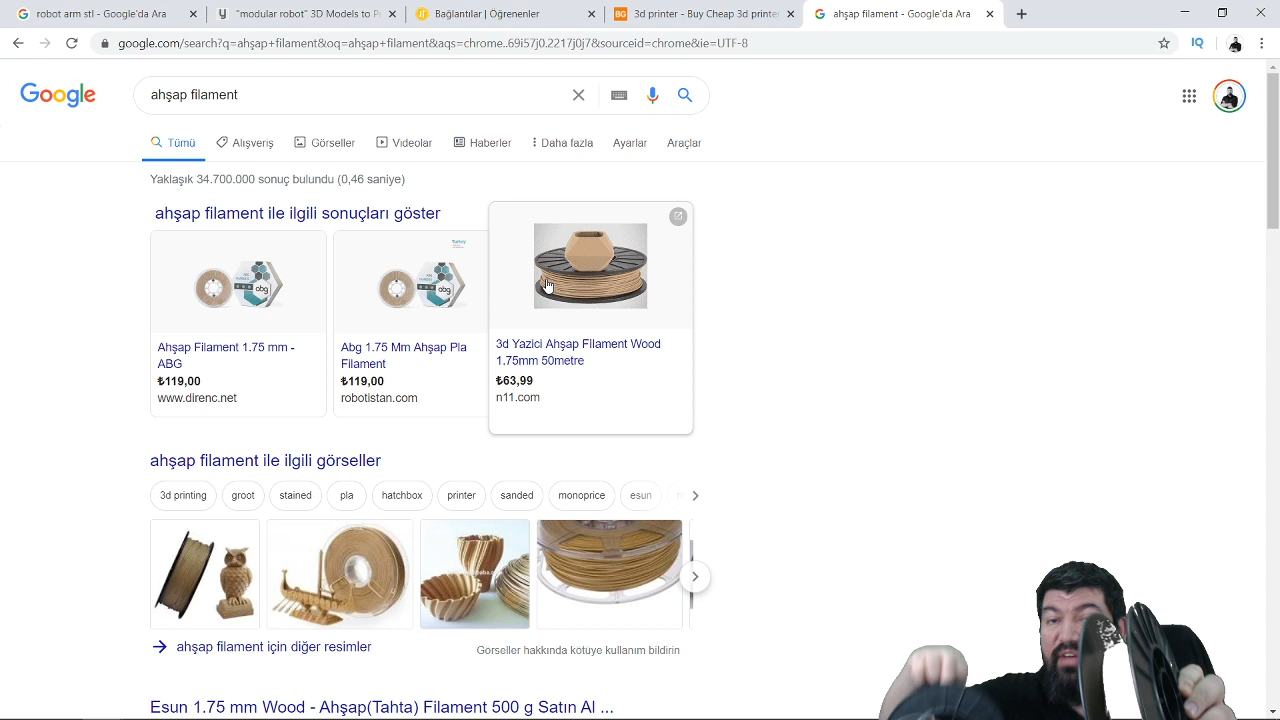 robot arm stl - Google'da Ara
"modular robot" 3D Models to P
Bağlantılar | Öğrenenler
3d printer - Buy Cheap 3d printer
ahşap filament - Google'da Ara
google.com/search?q=ahşap+filament&oq=ahşap+filament&aqs=chrome..69i57j0.2217j0j7&sourceid=chrome&ie=UTF-8
IQ
Google
ahşap filament
Tümü
Alışveriş
Görseller
Videolar
Haberler
Daha fazla
Ayarlar
Araçlar
Yaklaşık 34.700.000 sonuç bulundu (0,46 saniye)
ahşap filament ile ilgili sonuçları göster
abg
Ahşap Filament 1.75 mm -
ABG
₺119,00
www.direnc.net
abg
Abg 1.75 Mm Ahşap Pla
Filament
₺119,00
robotistan.com
3d Yazici Ahşap Fllament Wood
1.75mm 50metre
₺63,99
n11.com
ahşap filament ile ilgili görseller
3d printing
groot
stained
pla
hatchbox
printer
sanded
monoprice
esun
ahşap filament için diğer resimler
Görseller hakkında kötüye kullanım bildirin
Esun 1.75 mm Wood - Ahşap(Tahta) Filament 500 g Satın Al ...